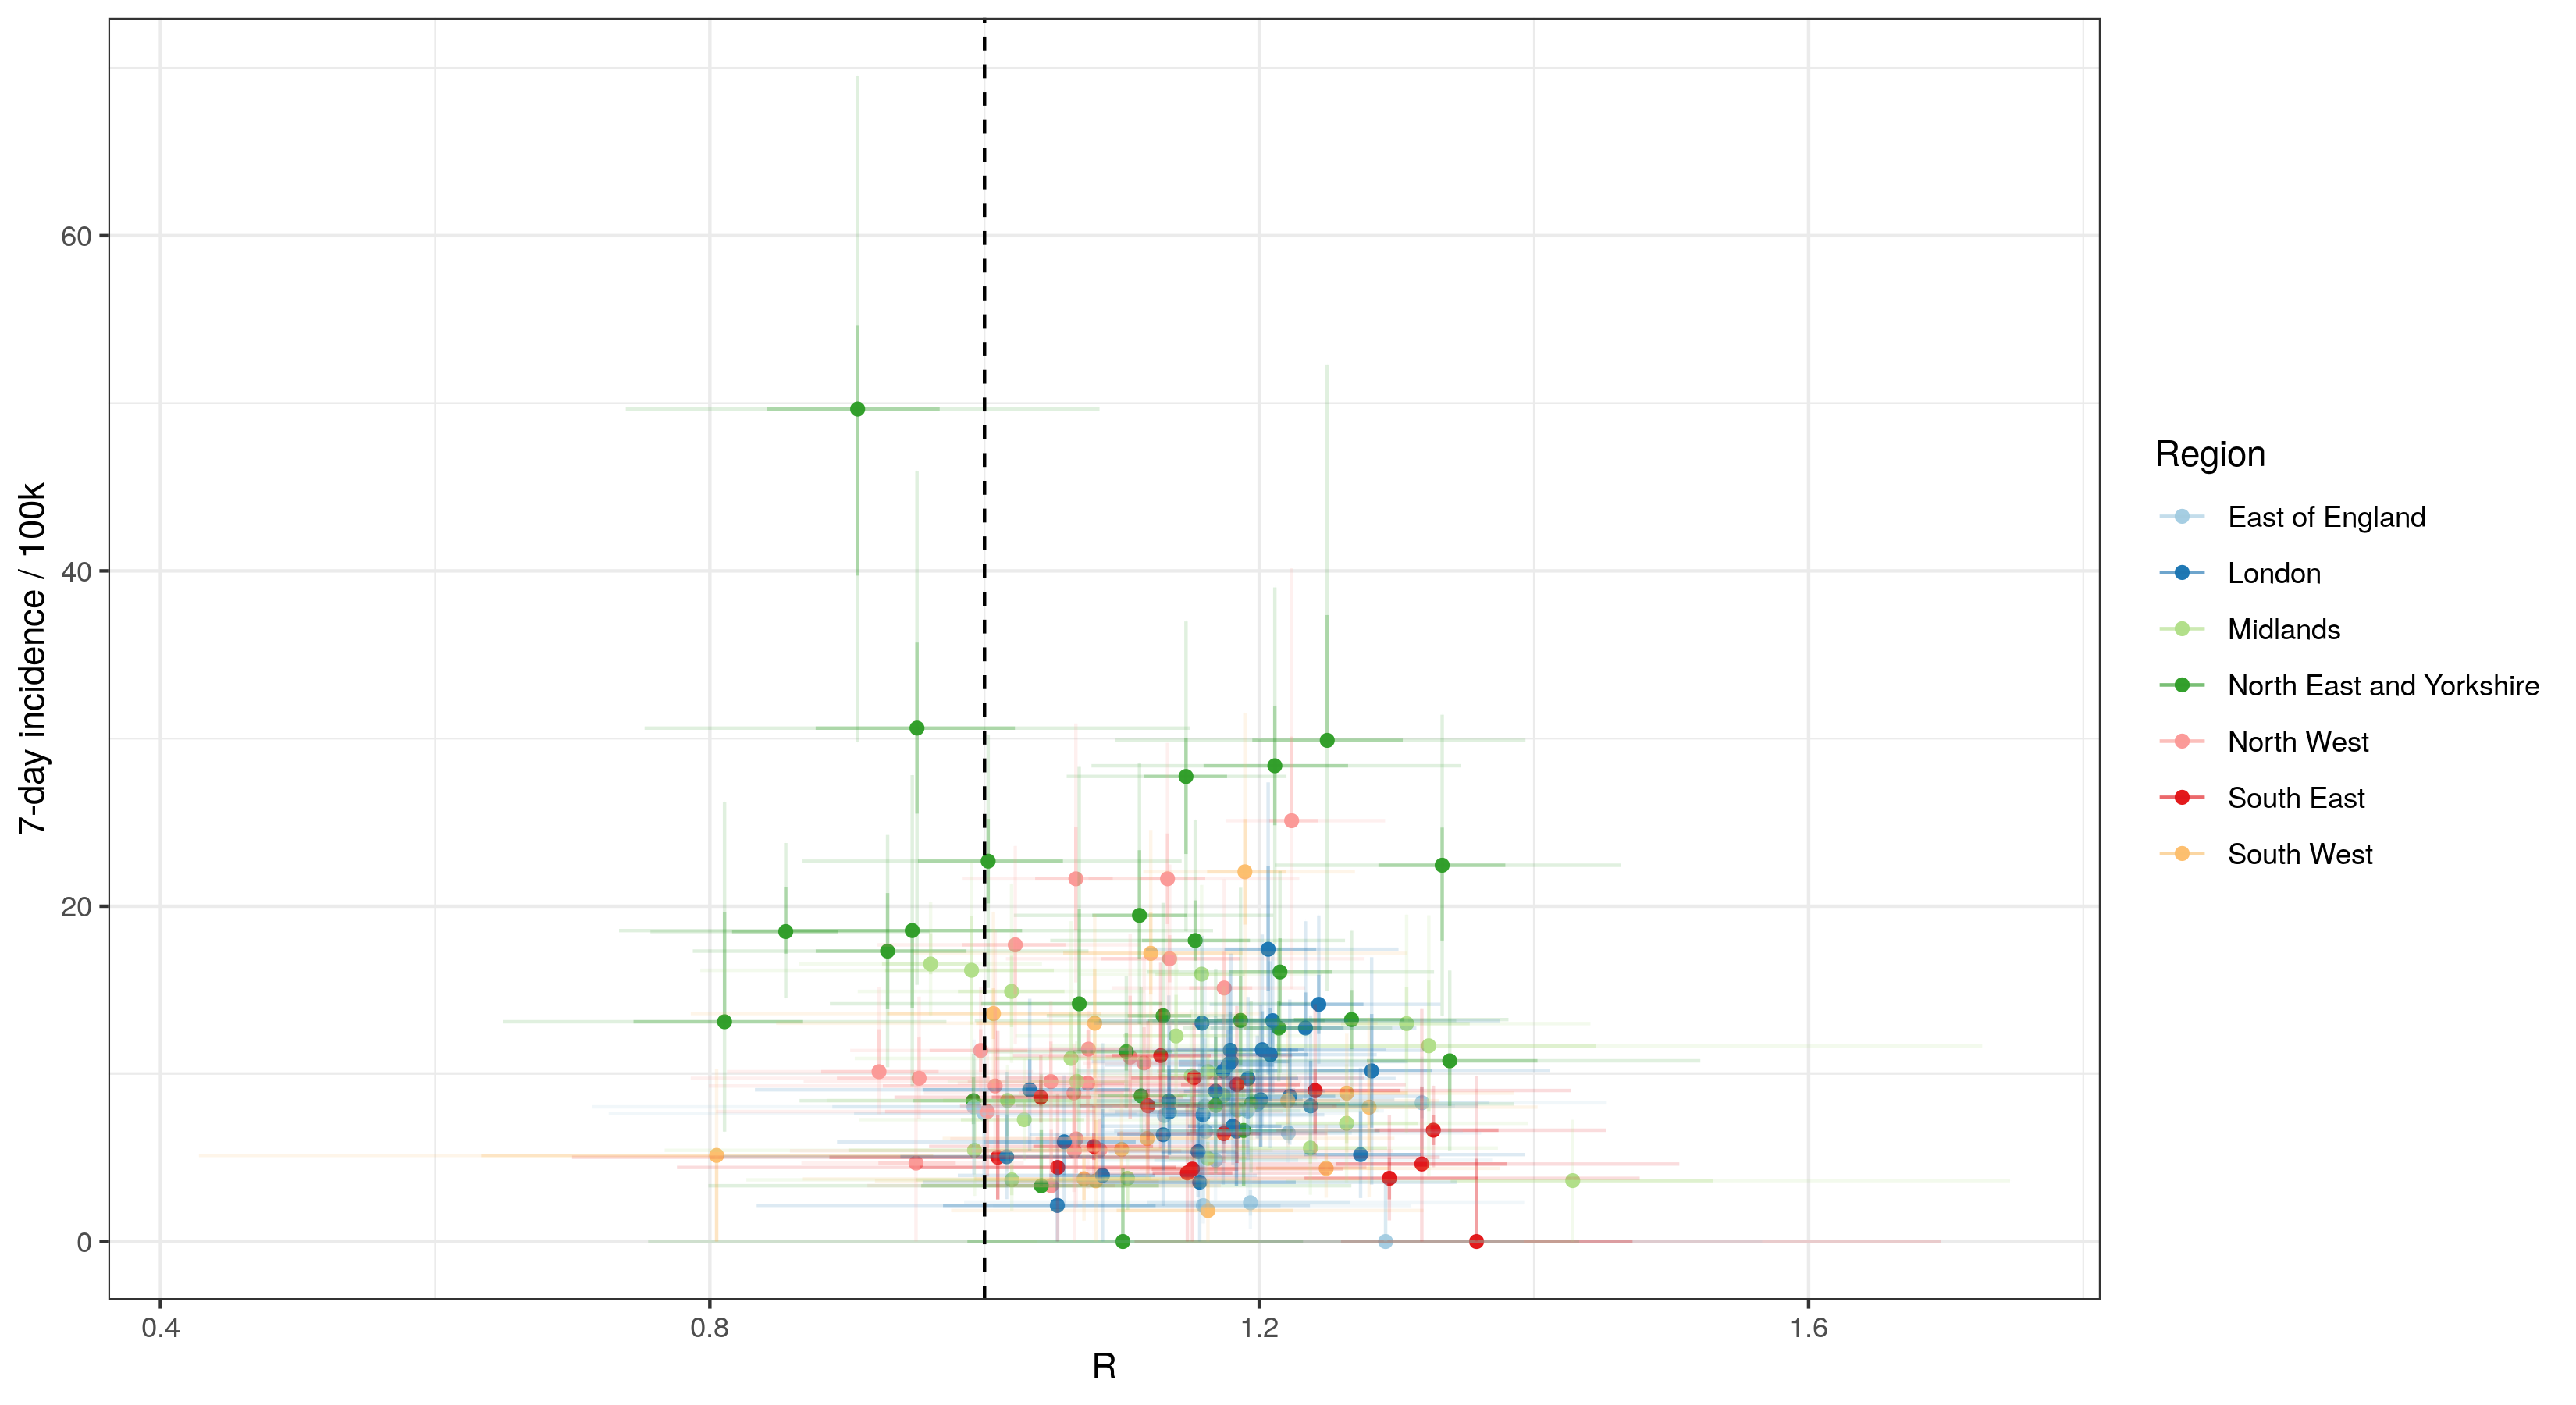 60
40
20
0
7-day incidence / 100k
0.4
0.8
1.2
1.6
R
Region
East of England
London
Midlands
North East and Yorkshire
North West
South East
South West